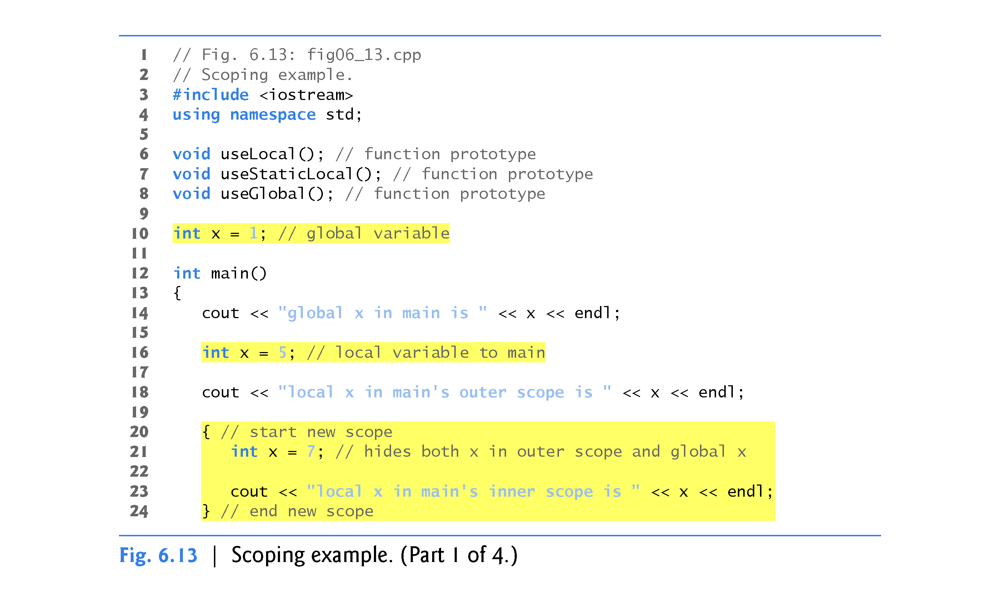 1 // Fig. 6.13: fig06_13.cpp
2 // Scoping example.
3 #include <iostream>
4 using namespace std;
5
6 void useLocal(); // function prototype
7 void useStaticLocal(); // function prototype
8 void useGlobal(); // function prototype
9
10 int x = 1; // global variable
11
12 int main()
13 {
14    cout << "global x in main is " << x << endl;
15
16    int x = 5; // local variable to main
17
18    cout << "local x in main's outer scope is " << x << endl;
19
20    { // start new scope
21       int x = 7; // hides both x in outer scope and global x
22
23       cout << "local x in main's inner scope is " << x << endl;
24    } // end new scope
Fig. 6.13 | Scoping example. (Part 1 of 4.)